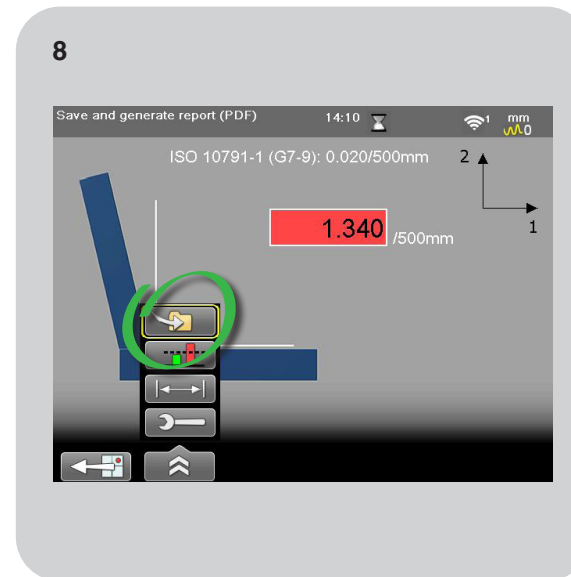 8
Save and generate report (PDF)
14:10
1
mm
0
ISO 10791-1 (G7-9): 0.020/500mm
2
1
1.340 /500mm